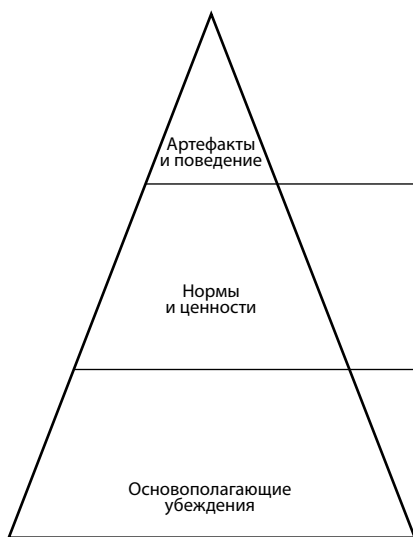 Артефакты
и поведение
Нормы
и ценности
Основополагающие
убеждения